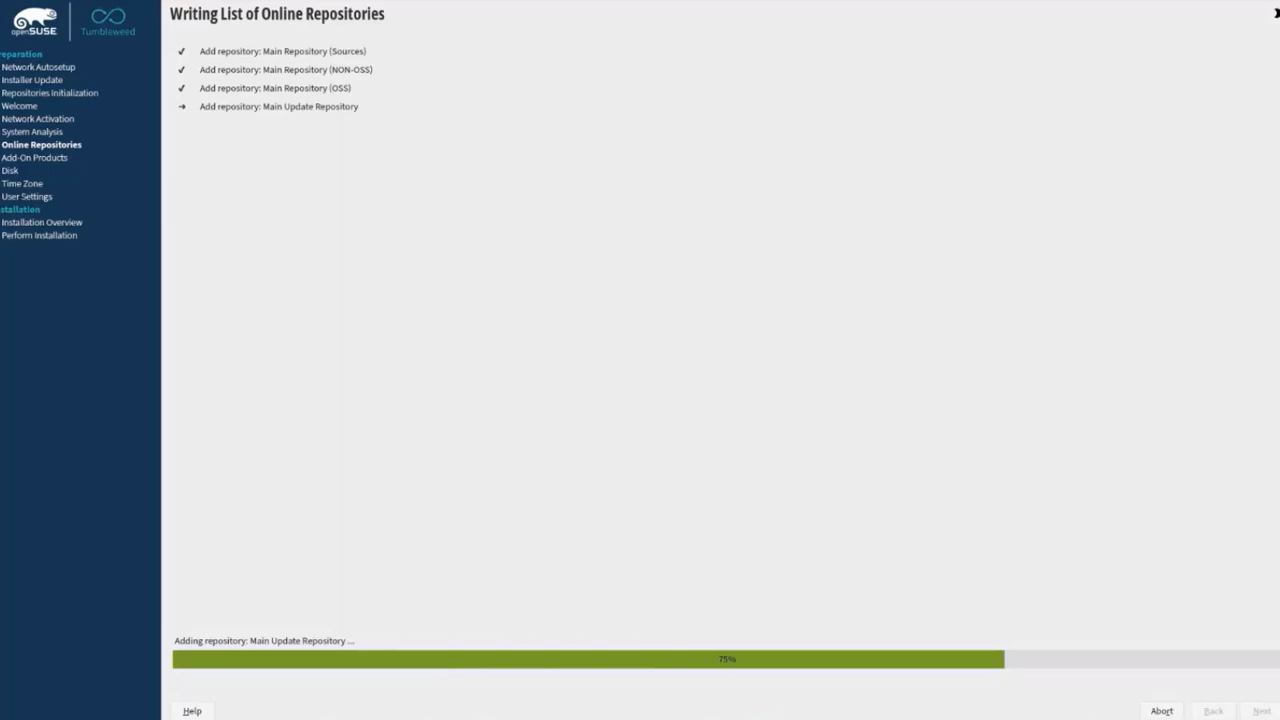 openSUSE
Tumbleweed
Writing List of Online Repositories
eparation
Network Autosetup
Installer Update
Repositories Initialization
Welcome
Network Activation
System Analysis
Online Repositories
Add-On Products
Disk
Time Zone
User Settings
stallation
Installation Overview
Perform Installation
✓ Add repository: Main Repository (Sources)
✓ Add repository: Main Repository (NON-OSS)
✓ Add repository: Main Repository (OSS)
→ Add repository: Main Update Repository
Adding repository: Main Update Repository ...
75%
Help Abort Back Next